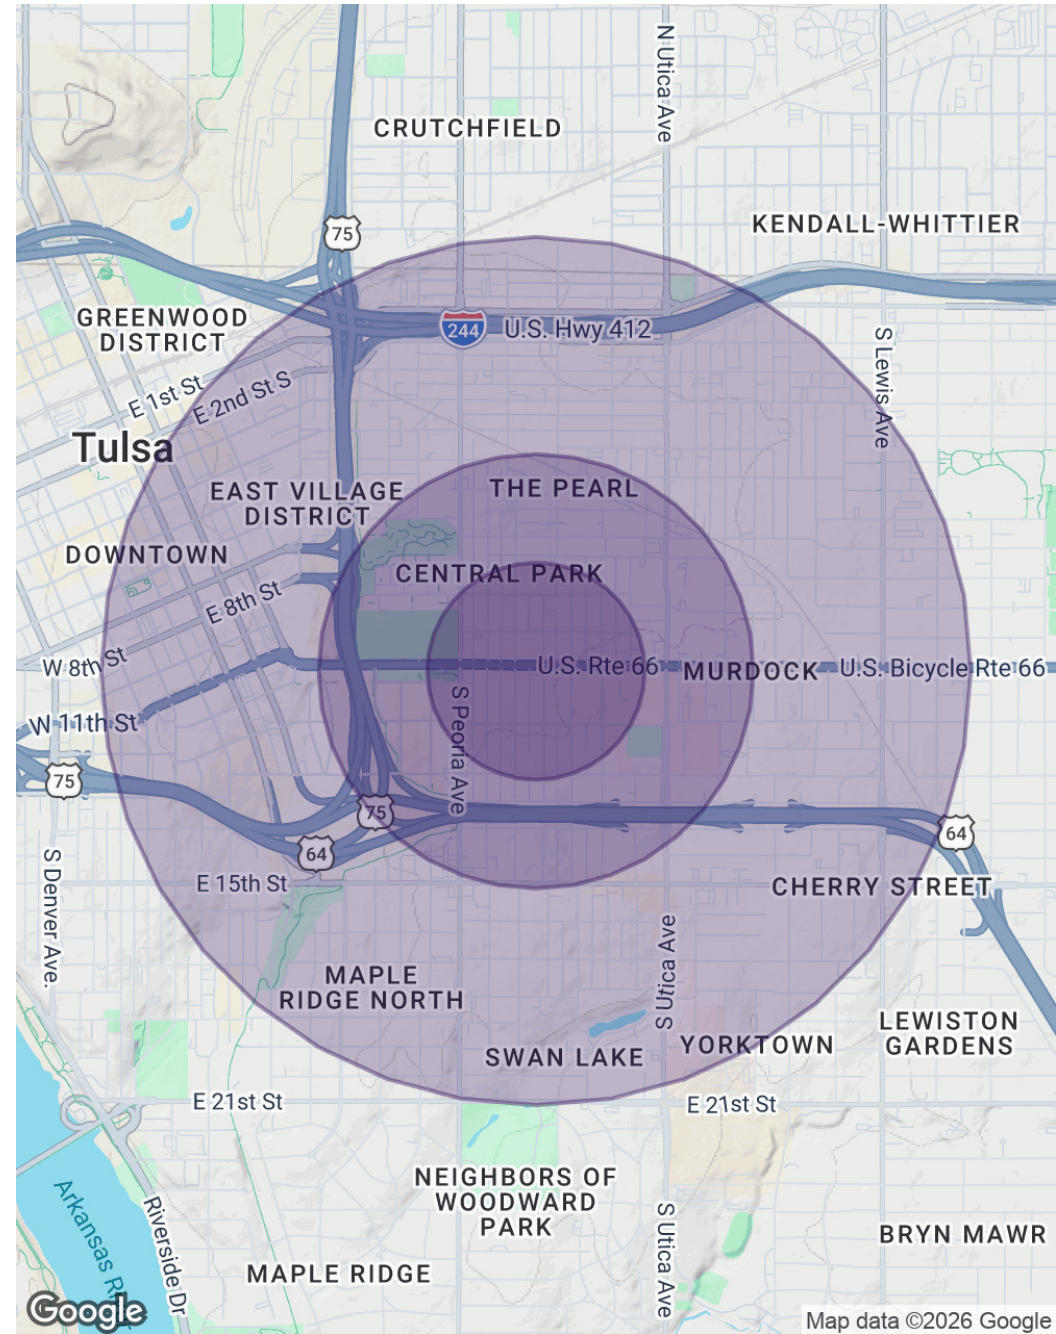 N Utica Ave
CRUTCHFIELD
75
KENDALL-WHITTIER
GREENWOOD
DISTRICT
244
U.S. Hwy 412
S Lewis Ave
E 1st St
E 2nd St S
Tulsa
EAST VILLAGE
DISTRICT
THE PEARL
DOWNTOWN
CENTRAL PARK
E 8th St
W 8th St
U.S. Rte 66
MURDOCK
U.S. Bicycle Rte 66
W 11th St
S Peoria Ave
75
75
64
64
E 15th St
CHERRY STREET
S Denver Ave.
MAPLE
RIDGE NORTH
S Utica Ave
LEWISTON
GARDENS
SWAN LAKE
YORKTOWN
E 21st St
E 21st St
NEIGHBORS OF
WOODWARD
PARK
Arkansas
Riverside Dr
S Utica Ave
BRYN MAWR
MAPLE RIDGE
Google
Map data ©2026 Google